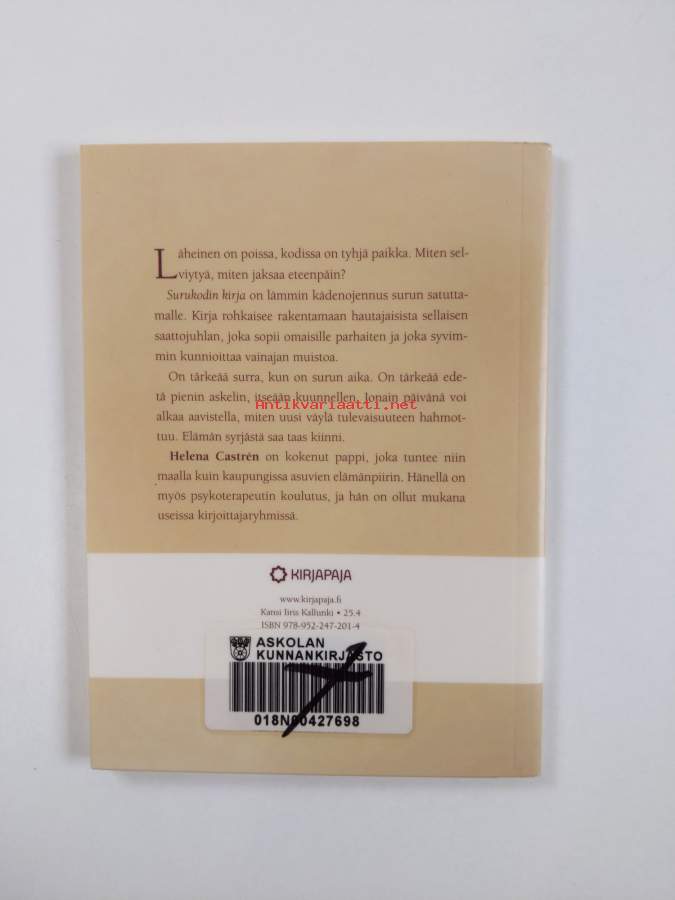 Läheinen on poissa, kodissa on tyhjä paikka. Miten sel-
viytyä, miten jaksaa eteenpäin?
Surukodin kirja on lämmin kädenojennus surun satutta-
malle. Kirja rohkaisee rakentamaan hautajaisista sellaisen
saattojuhlan, joka sopii omaisille parhaiten ja joka syvim-
min kunnioittaa vainajan muistoa.
On tärkeää surra, kun on surun aika. On tärkeää ede-
tä pienin askelin, itseään kuunnellen. Jonain päivänä voi
Antikvariaatti.net
alkaa aavistella, miten uusi väylä tulevaisuuteen hahmot-
tuu. Elämän syrjästä saa taas kiinni.
Helena Castrén on kokenut pappi, joka tuntee niin
maalla kuin kaupungissa asuvien elämänpiirin. Hänellä on
myös psykoterapeutin koulutus, ja hän on ollut mukana
useissa kirjoittajaryhmissä.
KIRJAPAJA
www.kirjapaja.fi
Kansi Iiris Kallunki • 25.4
ISBN 978-952-247-201-4
ASKOLAN
KUNNANKIRJASTO
018N00427698